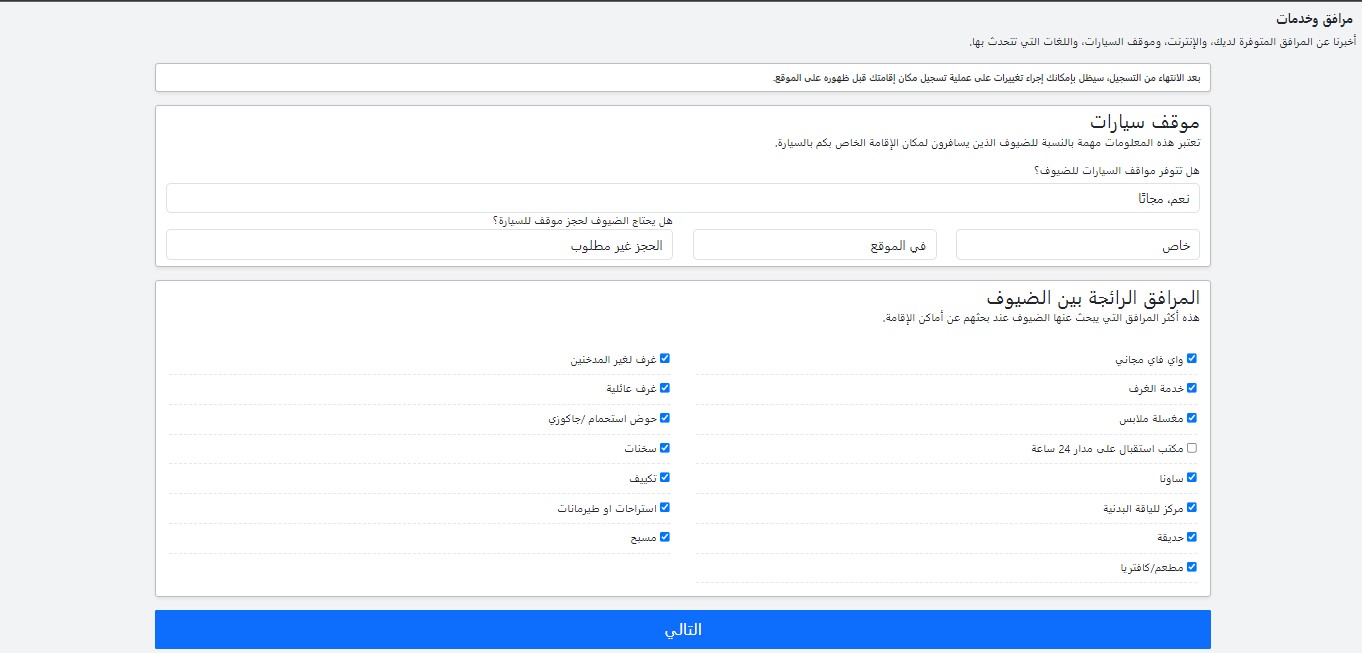 مرافق وخدمات
أخبرنا عن المرافق المتوفرة لديك، والإنترنت، وموقف السيارات، واللغات التي تتحدث بها.
بعد الانتهاء من التسجيل، سيظل بإمكانك إجراء تغييرات على عملية تسجيل مكان إقامتك قبل ظهوره على الموقع.
موقف سيارات
تعتبر هذه المعلومات مهمة بالنسبة للضيوف الذين يسافرون لمكان الإقامة الخاص بكم بالسيارة.
هل تتوفر مواقف السيارات للضيوف؟
نعم، مجانًا
هل يحتاج الضيوف لحجز موقف للسيارة؟
خاص
في الموقع
الحجز غير مطلوب
المرافق الرائجة بين الضيوف
هذه أكثر المرافق التي يبحث عنها الضيوف عند بحثهم عن أماكن الإقامة.
واي فاي مجاني
غرف لغير المدخنين
خدمة الغرف
غرف عائلية
مغسلة ملابس
حوض استحمام /جاكوزي
مكتب استقبال على مدار 24 ساعة
سخنات
ساونا
تكييف
مركز للياقة البدنية
استراحات او طيرمانات
حديقة
مسبح
مطعم/كافتريا
التالي